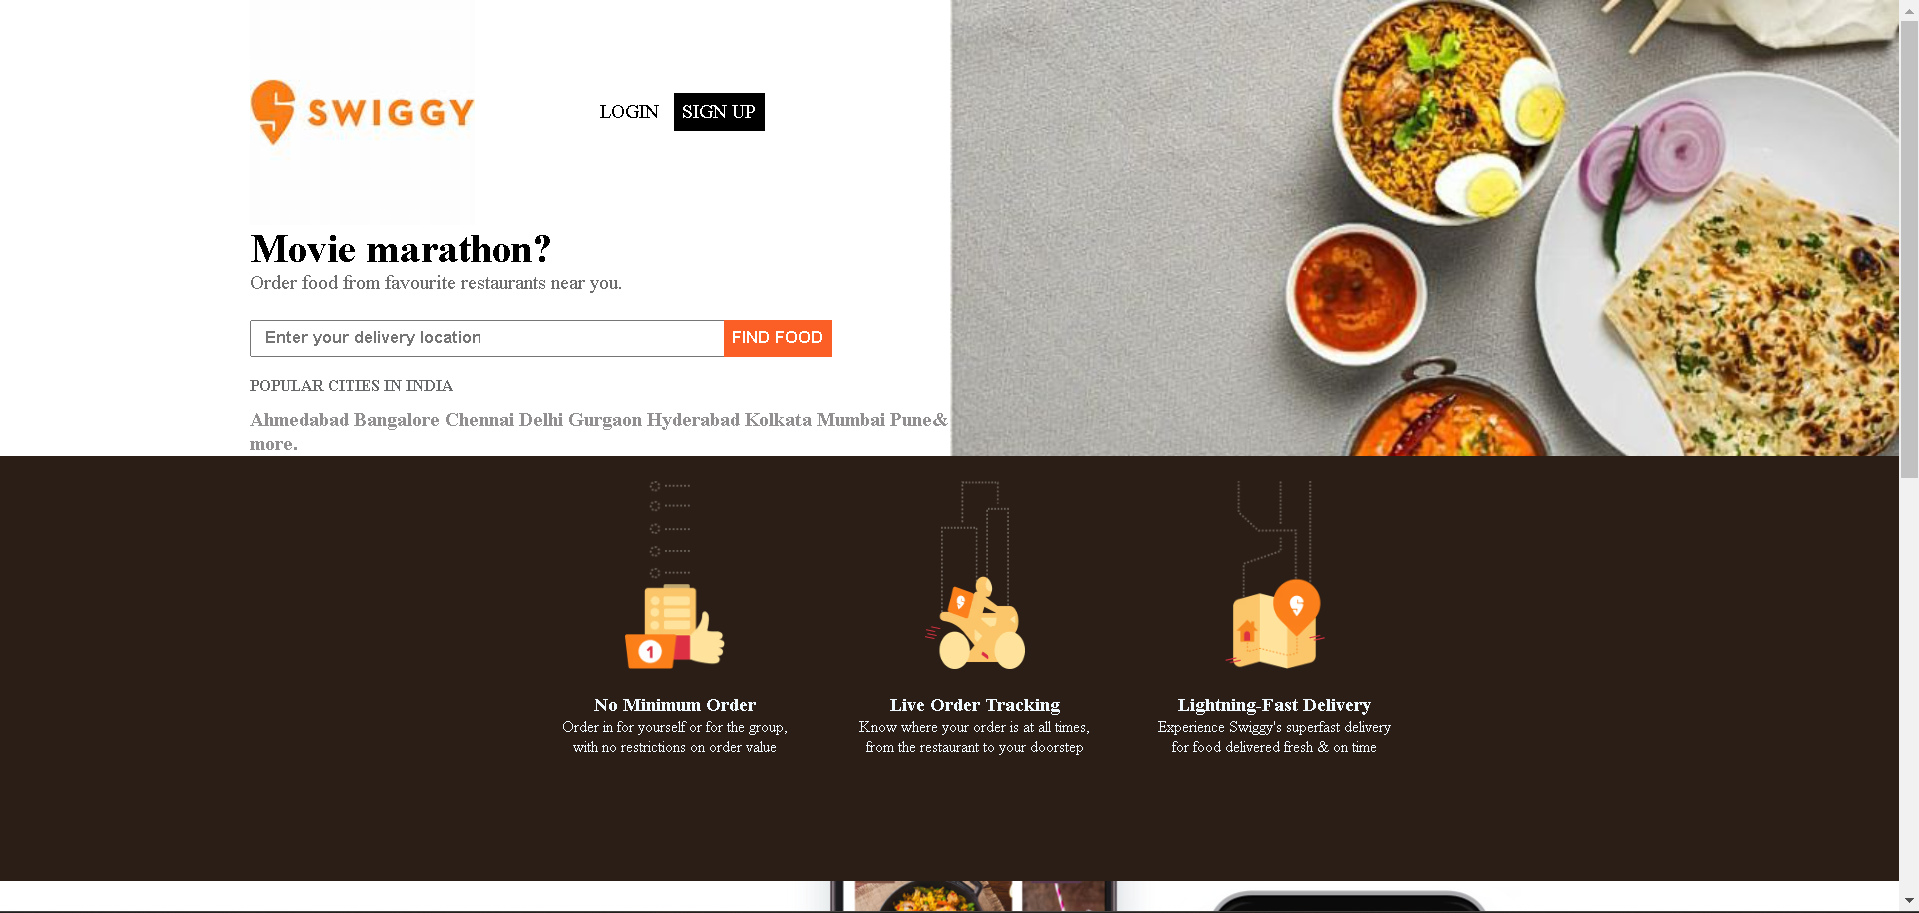 SWIGGY
LOGIN SIGN UP
Movie marathon?
Order food from favourite restaurants near you.
Enter your delivery location FIND FOOD
POPULAR CITIES IN INDIA
Ahmedabad Bangalore Chennai Delhi Gurgaon Hyderabad Kolkata Mumbai Pune&
more.
1
No Minimum Order
Order in for yourself or for the group,
with no restrictions on order value
Live Order Tracking
Know where your order is at all times,
from the restaurant to your doorstep
Lightning-Fast Delivery
Experience Swiggy's superfast delivery
for food delivered fresh & on time